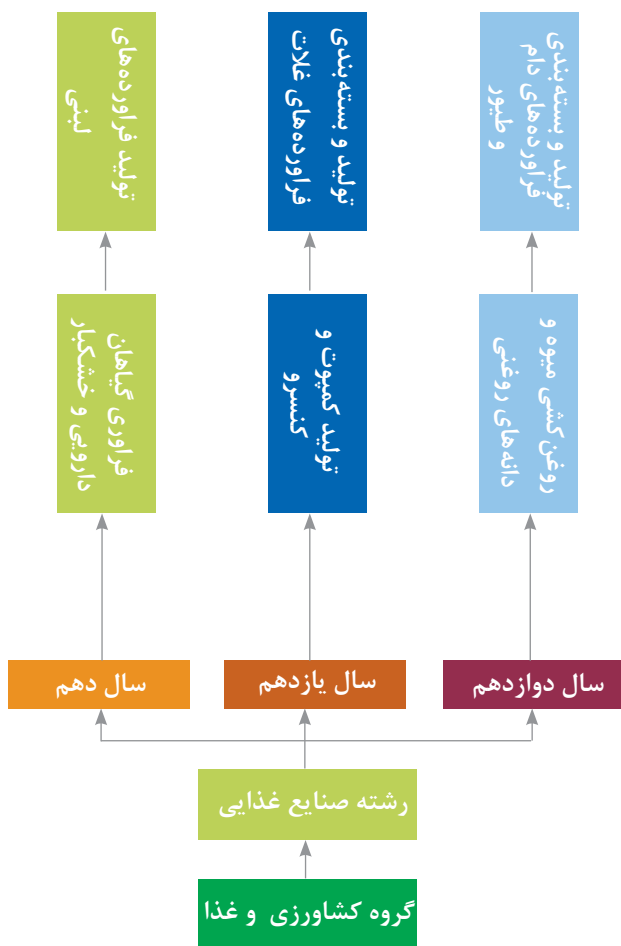 تولید و بسته‌بندی
فراورده‌های دام
و طیور
تولید و بسته‌بندی
فراورده‌های غلات
تولید فراورده‌های
لبنی
روغن کشی میوه و
دانه‌های روغنی
تولید کمپوت و
کنسرو
فراوری گیاهان
دارویی و خشکبار
سال دوازدهم
سال یازدهم
سال دهم
رشته صنایع غذایی
گروه کشاورزی و غذا